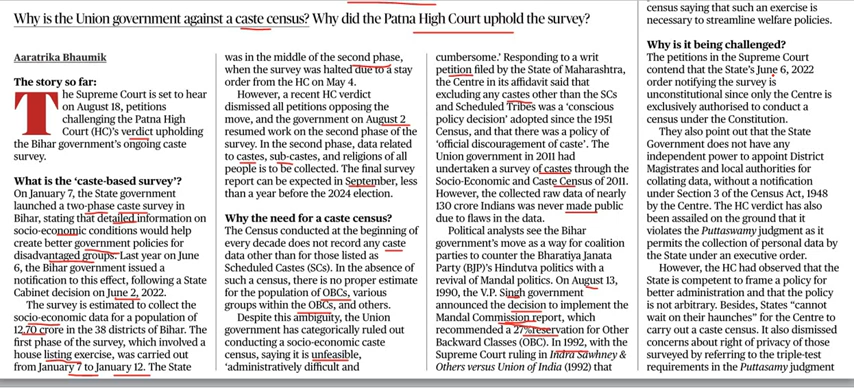 Why is the Union government against a caste census? Why did the Patna High Court uphold the survey?
Aaratrika Bhaumik
The story so far:
The Supreme Court is set to hear
on August 18, petitions
challenging the Patna High
Court (HC)'s verdict upholding
the Bihar government's ongoing caste
survey.
What is the 'caste-based survey'?
On January 7, the State government
launched a two-phase caste survey in
Bihar, stating that detailed information on
socio-economic conditions would help
create better government policies for
disadvantaged groups. Last year on June
6, the Bihar government issued a
notification to this effect, following a State
Cabinet decision on June 2, 2022.
The survey is estimated to collect the
socio-economic data for a population of
12.70 crore in the 38 districts of Bihar. The
first phase of the survey, which involved a
house listing exercise, was carried out
from January 7 to January 12. The State
was in the middle of the second phase,
when the survey was halted due to a stay
order from the HC on May 4.
However, a recent HC verdict
dismissed all petitions opposing the
move, and the government on August 2
resumed work on the second phase of the
survey. In the second phase, data related
to castes, sub-castes, and religions of all
people is to be collected. The final survey
report can be expected in September, less
than a year before the 2024 election.
Why the need for a caste census?
The Census conducted at the beginning of
every decade does not record any caste
data other than for those listed as
Scheduled Castes (SCs). In the absence of
such a census, there is no proper estimate
for the population of OBCs, various
groups within the OBCs, and others.
Despite this ambiguity, the Union
government has categorically ruled out
conducting a socio-economic caste
census, saying it is unfeasible,
'administratively difficult and
cumbersome.' Responding to a writ
petition filed by the State of Maharashtra,
the Centre in its affidavit said that
excluding any castes other than the SCs
and Scheduled Tribes was a 'conscious
policy decision' adopted since the 1951
Census, and that there was a policy of
'official discouragement of caste'. The
Union government in 2011 had
undertaken a survey of castes through the
Socio-Economic and Caste Census of 2011.
However, the collected raw data of nearly
130 crore Indians was never made public
due to flaws in the data.
Political analysts see the Bihar
government's move as a way for coalition
parties to counter the Bharatiya Janata
Party (BJP)'s Hindutva politics with a
revival of Mandal politics. On August 13,
1990, the V.P. Singh government
announced the decision to implement the
Mandal Commission report, which
recommended a 27% reservation for Other
Backward Classes (OBC). In 1992, with the
Supreme Court ruling in Indra Sawhney &
Others versus Union of India (1992) that
census saying that such an exercise is
necessary to streamline welfare policies.
Why is it being challenged?
The petitions in the Supreme Court
contend that the State's June 6, 2022
order notifying the survey is
unconstitutional since only the Centre is
exclusively authorised to conduct a
census under the Constitution.
They also point out that the State
Government does not have any
independent power to appoint District
Magistrates and local authorities for
collating data, without a notification
under Section 3 of the Census Act, 1948
by the Centre. The HC verdict has also
been assailed on the ground that it
violates the Puttaswamy judgment as it
permits the collection of personal data by
the State under an executive order.
However, the HC had observed that the
State is competent to frame a policy for
better administration and that the policy
is not arbitrary. Besides, States "cannot
wait on their haunches" for the Centre to
carry out a caste census. It also dismissed
concerns about right of privacy of those
surveyed by referring to the triple-test
requirements in the Puttasamy judgment